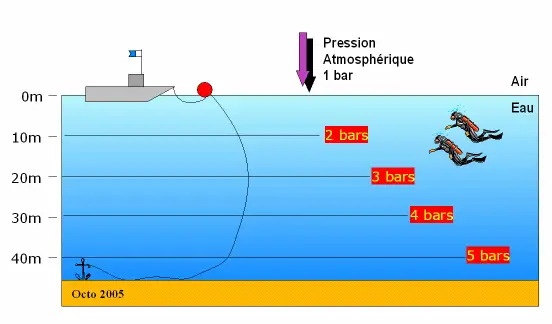 Pression
Atmosphérique
1 bar
Air
0m
Eau
10m
2 bars
20m
3 bars
30m
4 bars
40m
5 bars
Octo 2005